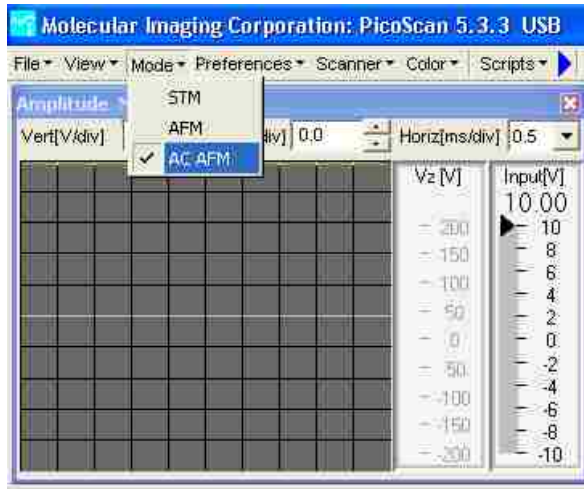 Molecular Imaging Corporation: PicoScan 5.3.3 USB
File View Mode Preferences Scanner Color Scripts
STM
AFM
AC AFM
Amplitude
Vert[V/div] div] 0.0 Horiz[ms/div] 0.5
Vz [V] Input[V]
10.00
200 10
150 8
100 6
50 4
0 2
50 0
-100 -2
-150 -4
-200 -6
-8
-10